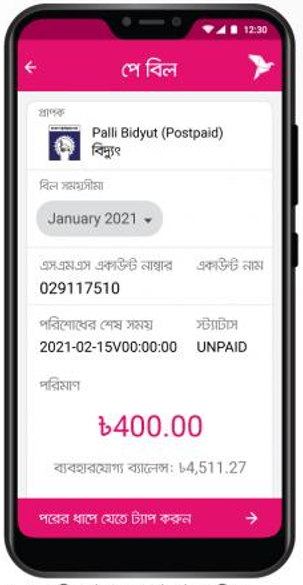 12:30
পে বিল
প্রাপক
Palli Bidyut (Postpaid)
বিদ্যুৎ
বিল সময়সীমা
January 2021
এসএমএস একাউন্ট নাম্বার একাউন্ট নাম
029117510
পরিশোধের শেষ সময় স্ট্যাটাস
2021-02-15V00:00:00 UNPAID
পরিমাণ
৳400.00
ব্যবহারযোগ্য ব্যালেন্স: ৳4,511.27
পরের ধাপে যেতে ট্যাপ করুন